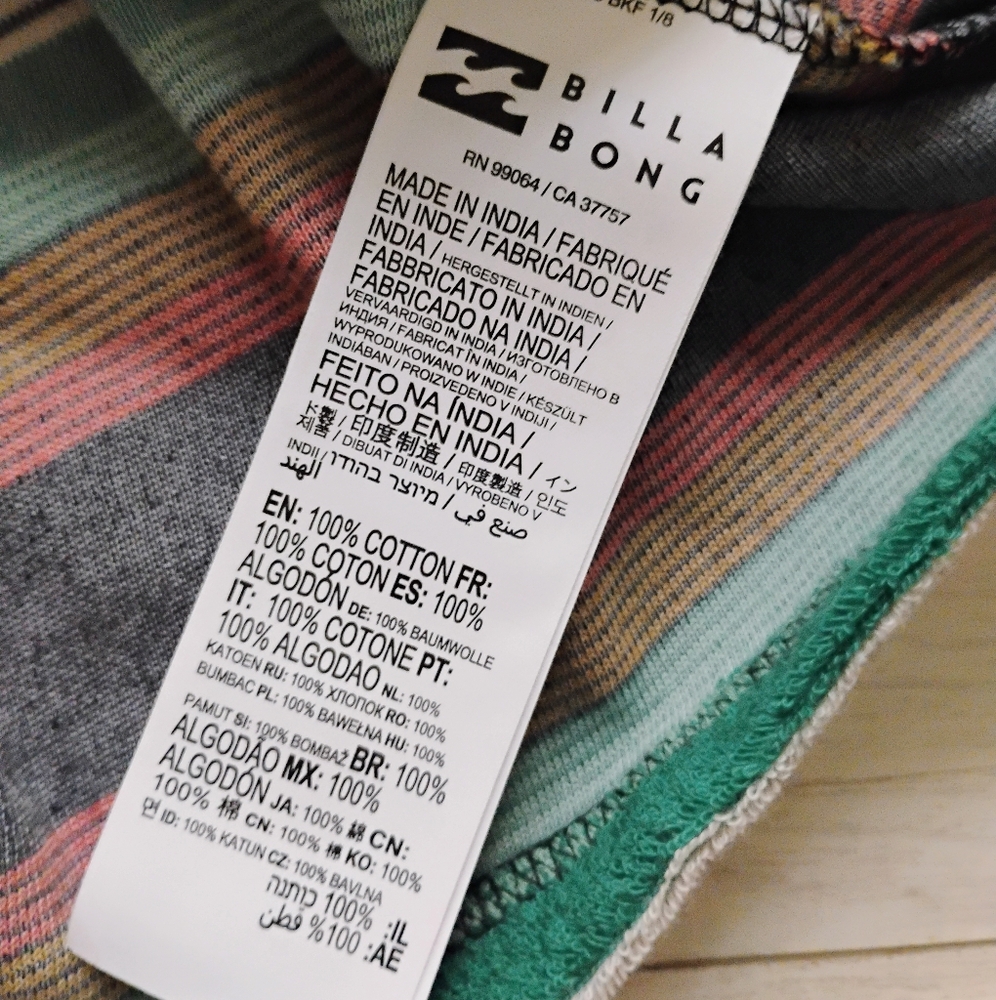 BKF 1/8
BILLA
BONG
RN 99064 / CA 37757
MADE IN INDIA / FABRIQUÉ
EN INDE / FABRICADO EN
INDIA / HERGESTELLT IN INDIEN /
FABBRICATO IN INDIA /
FABRICADO NA INDIA /
VERVAARDIGD IN INDIA / ИЗГОТОВЛЕНО В
ИНДИЯ / FABRICAT ÎN INDIA /
WYPRODUKOWANO W INDIE / KÉSZÜLT
INDIÁBAN / PROIZVEDENO V INDIJI /
FEITO NA ÍNDIA /
HECHO EN INDIA / イン
ド製 / 印度制造 / 印度製造 / 인도
제품 / DIBUAT DI INDIA / VYROBENO V
INDII / מיוצר בהודו / صنع في
الهند
EN: 100% COTTON FR:
100% COTON ES: 100%
ALGODÓN DE: 100% BAUMWOLLE
IT: 100% COTONE PT:
100% ALGODAO NL: 100%
KATOEN RU: 100% ХЛОПОК RO: 100%
BUMBAC PL: 100% BAWEŁNA HU: 100%
PAMUT SI: 100% BOMBAŽ BR: 100%
ALGODÃO MX: 100%
ALGODÓN JA: 100% 綿 CN:
100% 棉 CN: 100% 棉 KO: 100%
면 ID: 100% KATUN CZ: 100% BAVLNA
IL: 100% כותנה
AE: 100% قطن